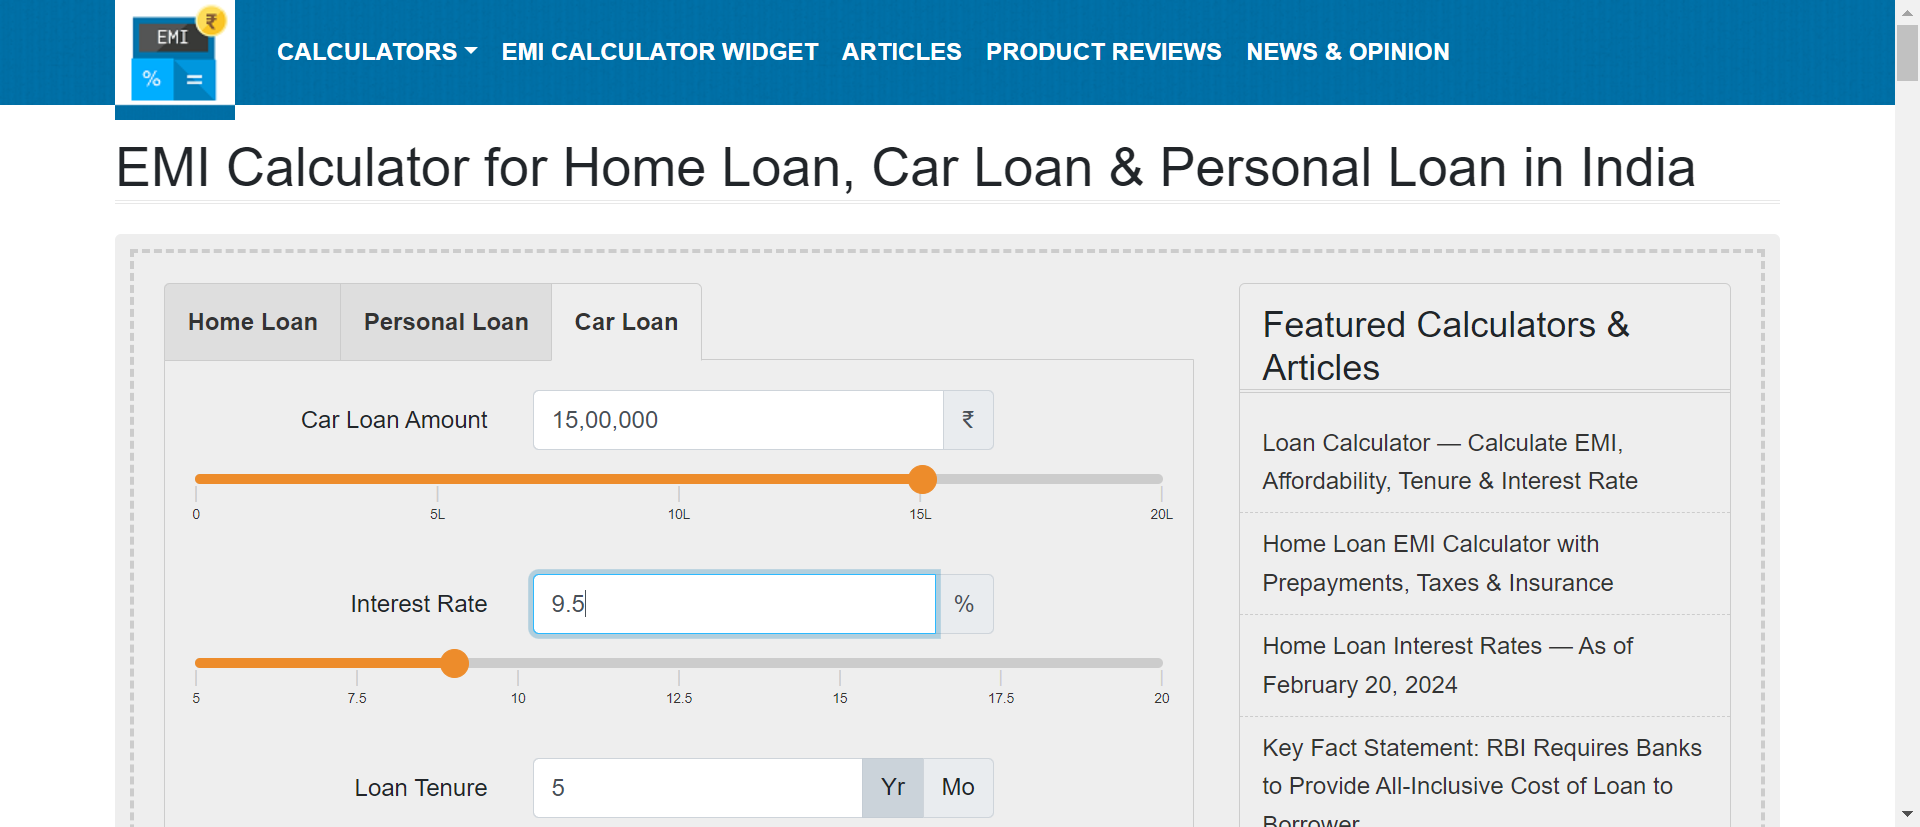 EMI
₹
%
=
CALCULATORS
EMI CALCULATOR WIDGET
ARTICLES
PRODUCT REVIEWS
NEWS & OPINION
EMI Calculator for Home Loan, Car Loan & Personal Loan in India
Home Loan
Personal Loan
Car Loan
Car Loan Amount
15,00,000
₹
0
5L
10L
15L
20L
Interest Rate
9.5
%
5
7.5
10
12.5
15
17.5
20
Loan Tenure
5
Yr
Mo
Featured Calculators &
Articles
Loan Calculator — Calculate EMI,
Affordability, Tenure & Interest Rate
Home Loan EMI Calculator with
Prepayments, Taxes & Insurance
Home Loan Interest Rates — As of
February 20, 2024
Key Fact Statement: RBI Requires Banks
to Provide All-Inclusive Cost of Loan to
Borrower